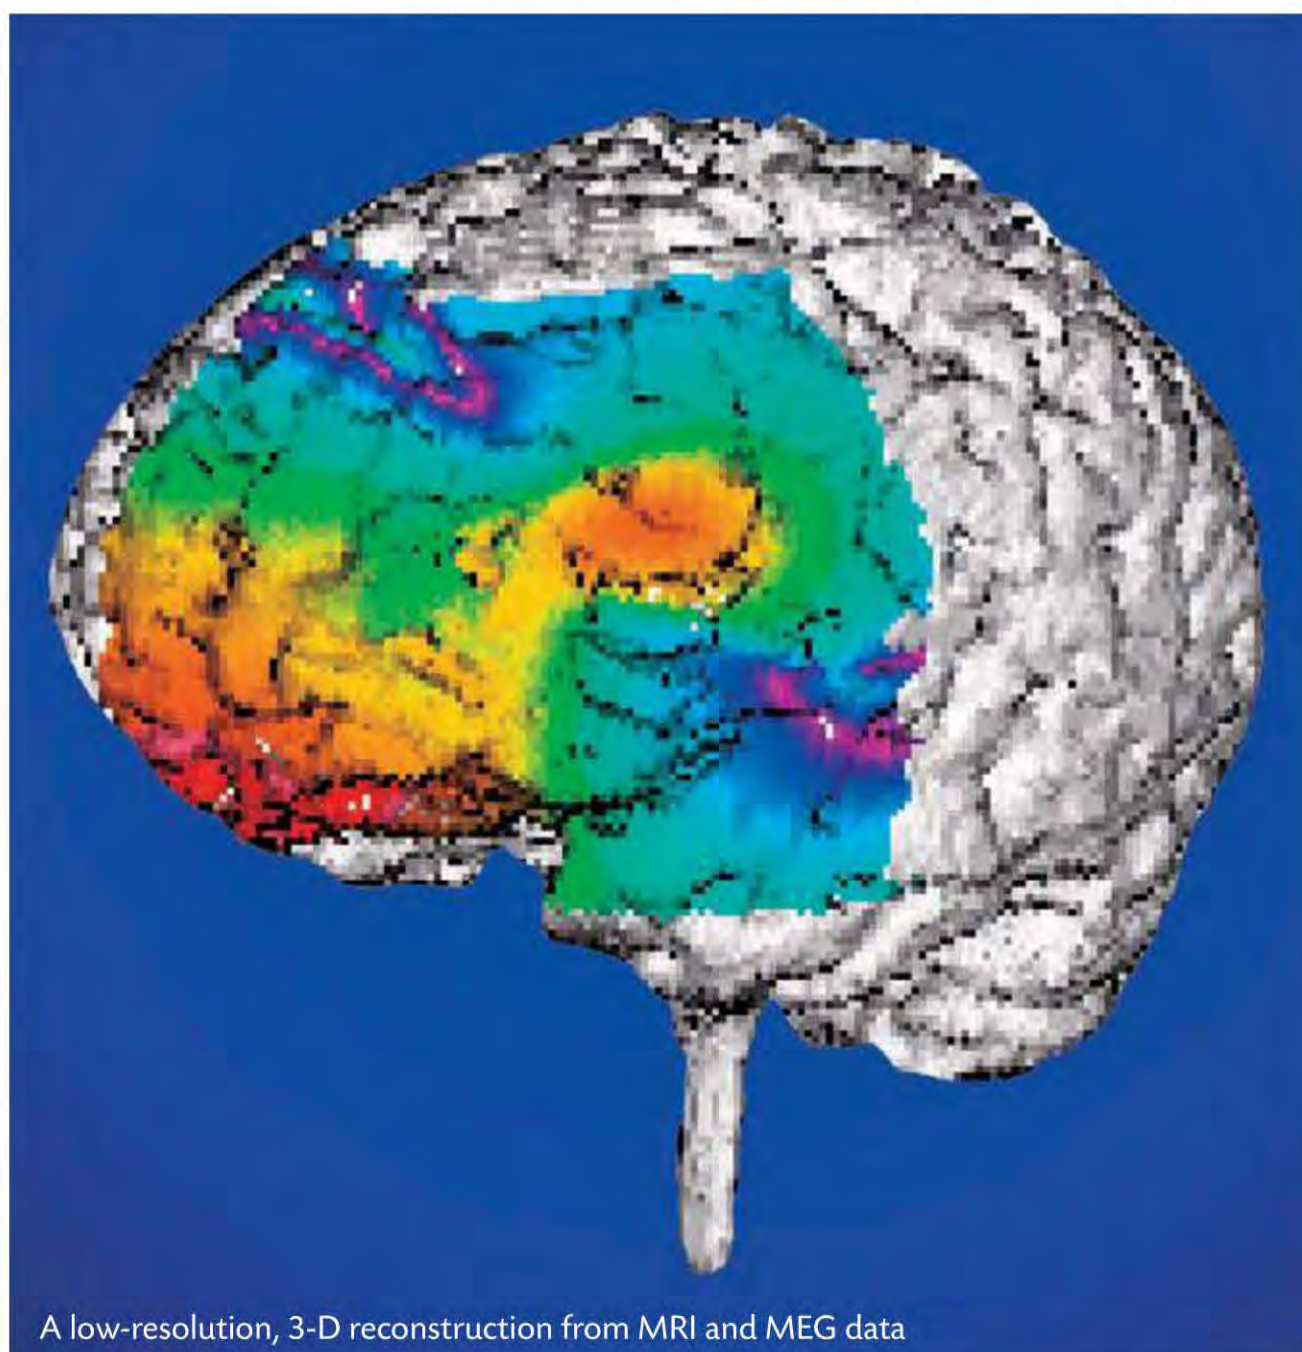 A low-resolution, 3-D reconstruction from MRI and MEG data